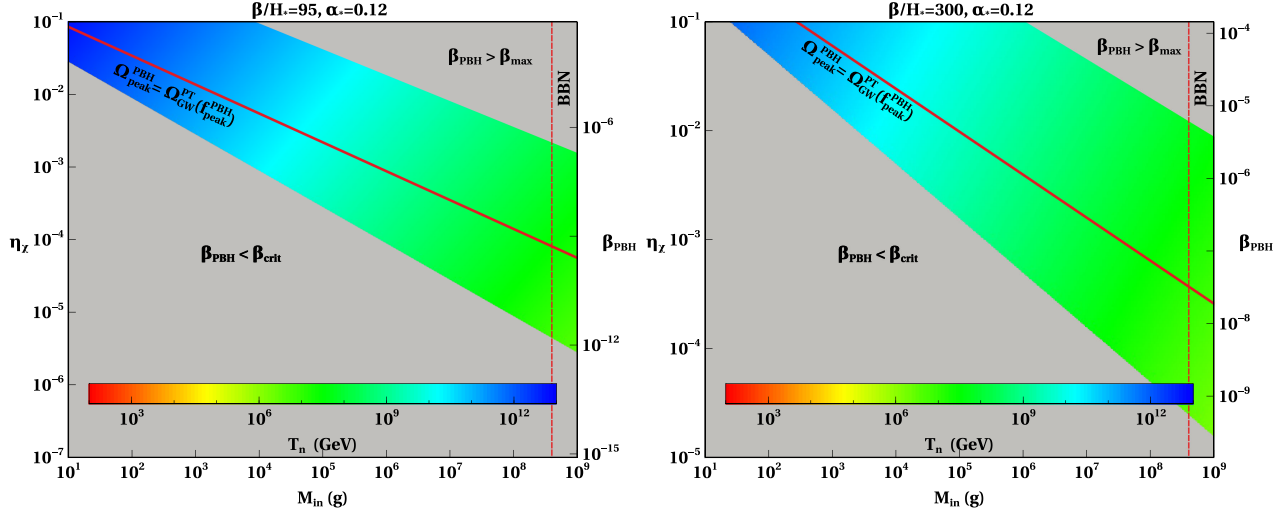 β/H*=95, α*=0.12
10^-1
10^-2
10^-3
10^-4
10^-5
10^-6
10^-7
η_χ
β_PBH > β_max
BBN
Ω_peak^PBH = Ω_GW^PT(f_peak^PBH)
β_PBH < β_crit
10^-6
10^-12
10^-15
β_PBH
10^3 10^6 10^9 10^12
T_n (GeV)
10^1 10^2 10^3 10^4 10^5 10^6 10^7 10^8 10^9
M_in (g)
β/H*=300, α*=0.12
10^-1
10^-2
10^-3
10^-4
10^-5
η_χ
β_PBH > β_max
BBN
Ω_peak^PBH = Ω_GW^PT(f_peak^PBH)
β_PBH < β_crit
10^-4
10^-5
10^-6
10^-8
10^-9
β_PBH
10^3 10^6 10^9 10^12
T_n (GeV)
10^1 10^2 10^3 10^4 10^5 10^6 10^7 10^8 10^9
M_in (g)